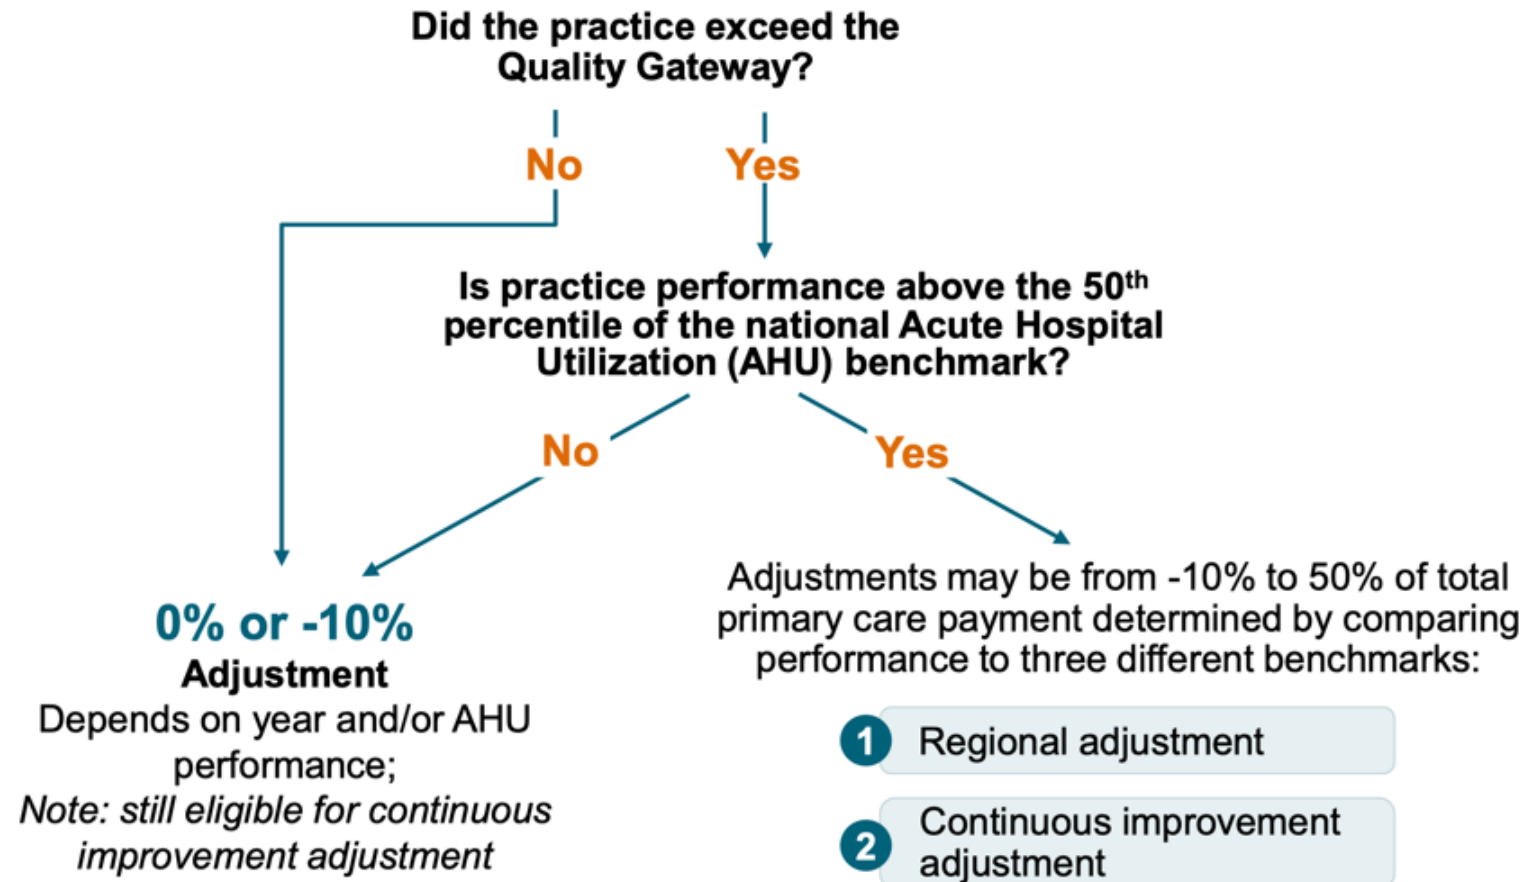 Did the practice exceed the
Quality Gateway?
No
Yes
Is practice performance above the 50th
percentile of the national Acute Hospital
Utilization (AHU) benchmark?
No
Yes
0% or -10%
Adjustment
Depends on year and/or AHU
performance;
Note: still eligible for continuous
improvement adjustment
Adjustments may be from -10% to 50% of total
primary care payment determined by comparing
performance to three different benchmarks:
1 Regional adjustment
2 Continuous improvement
adjustment